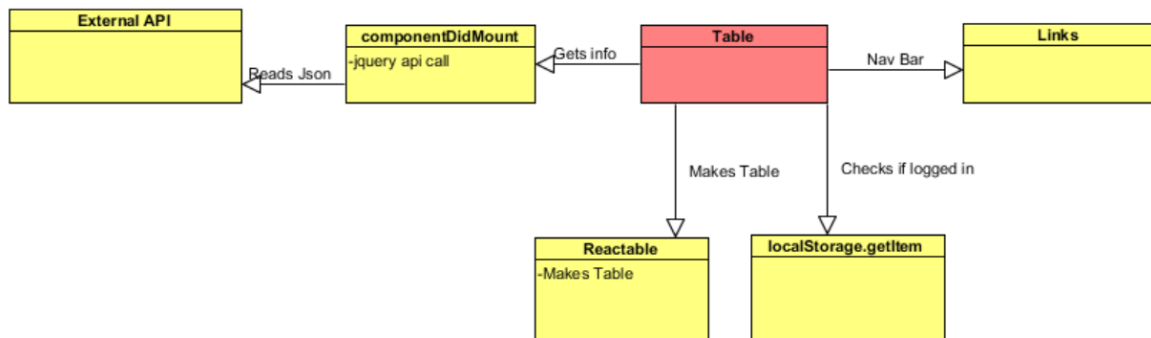 External API
componentDidMount
-jquery api call
Table
Links
Reads Json
Gets info
Nav Bar
Makes Table
Checks if logged in
Reactable
-Makes Table
localStorage.getItem